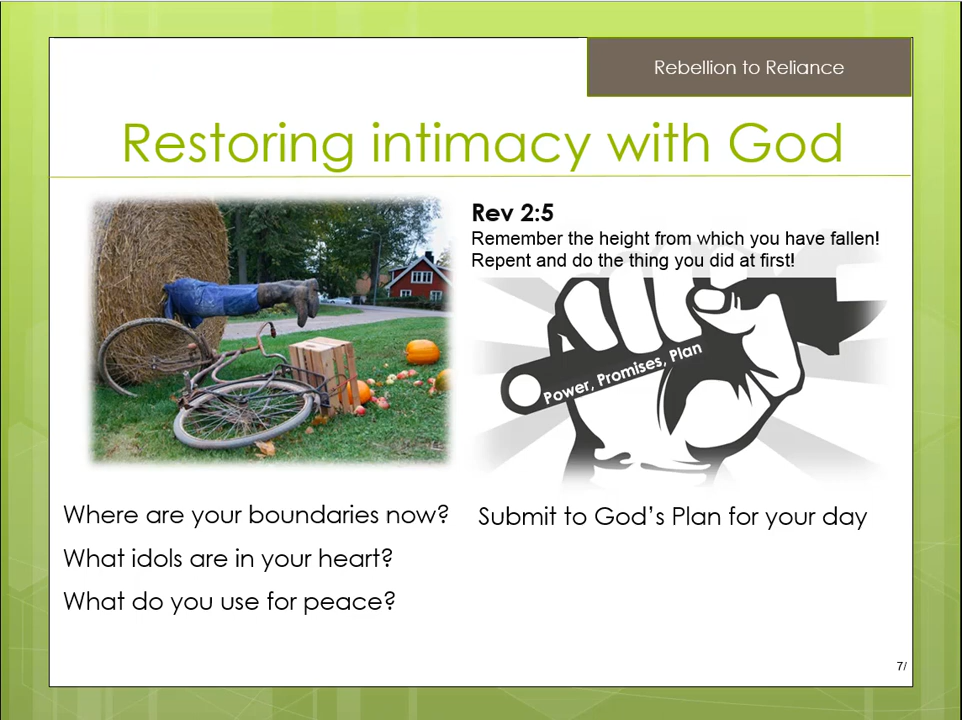 Rebellion to Reliance
Restoring intimacy with God
Rev 2:5
Remember the height from which you have fallen!
Repent and do the thing you did at first!
Power, Promises, Plan
Where are your boundaries now?
What idols are in your heart?
What do you use for peace?
Submit to God's Plan for your day
7/